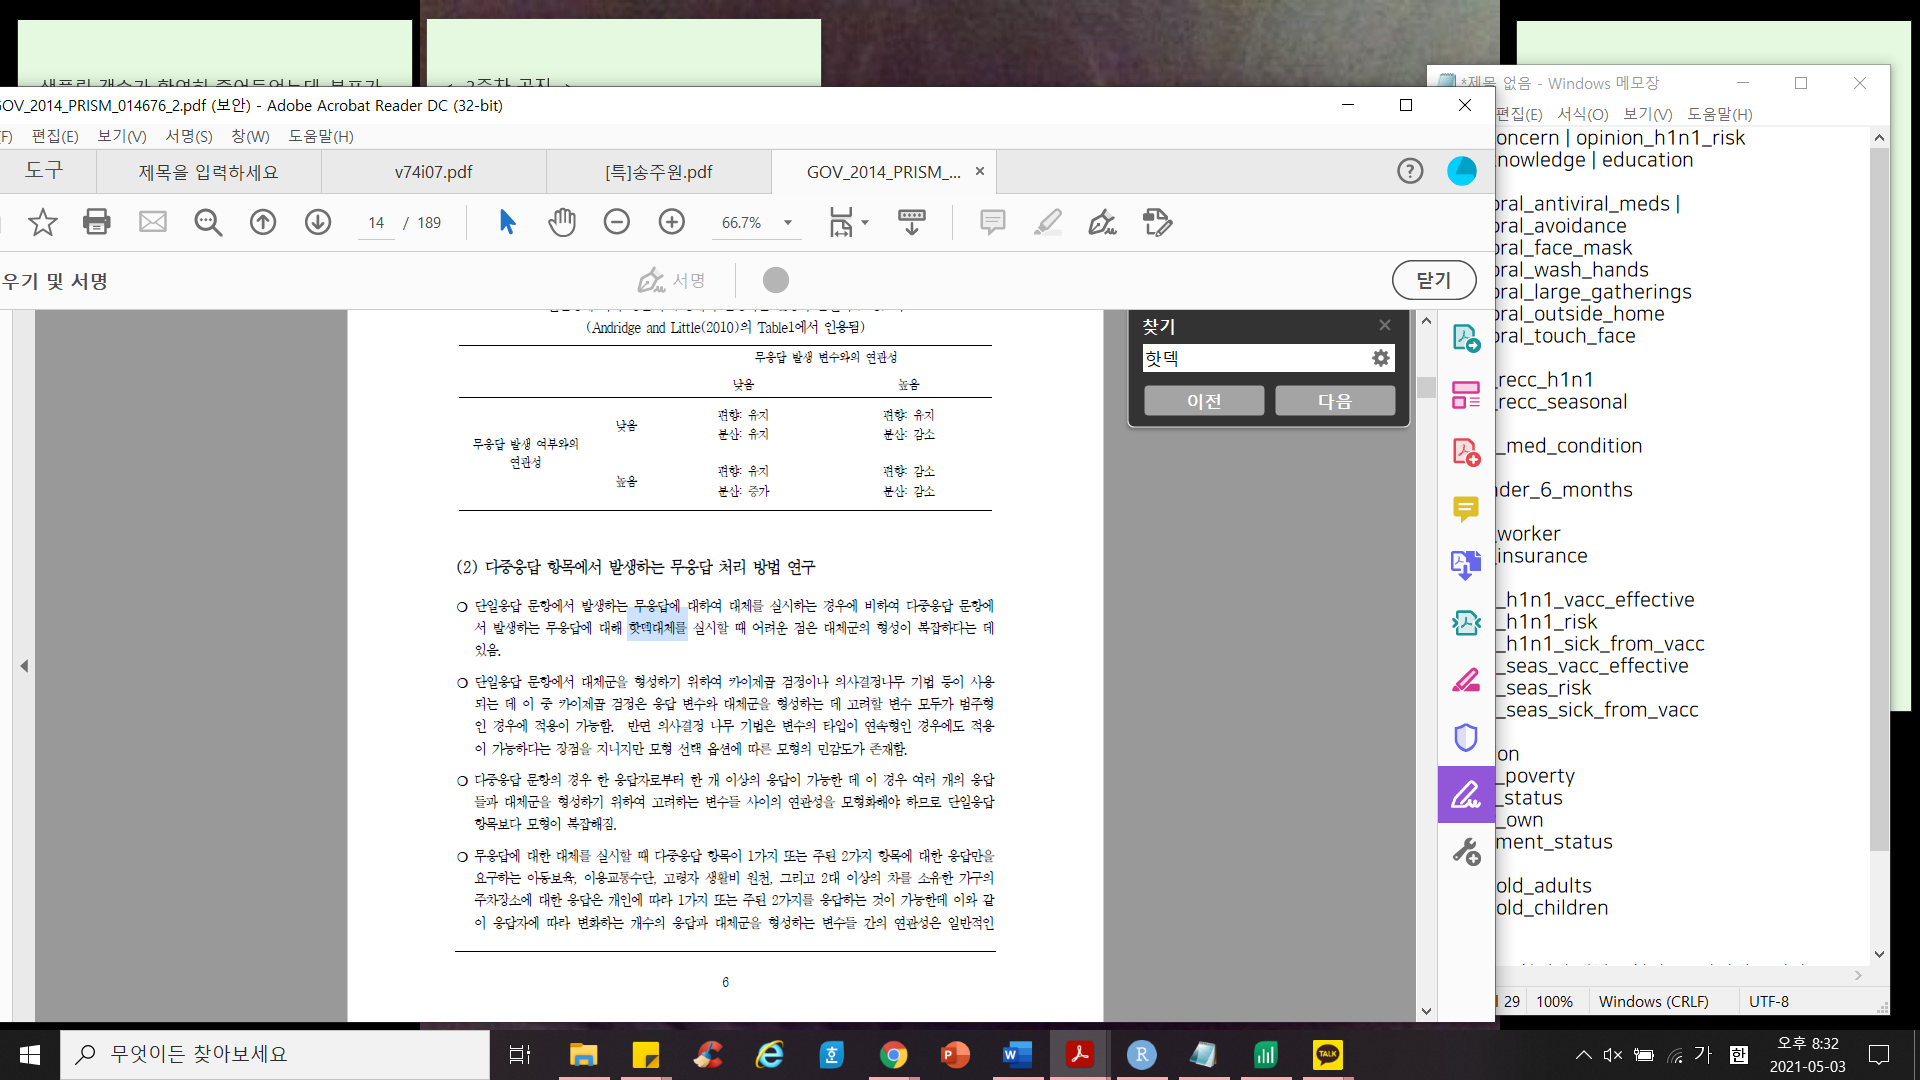 < 3주차 공지 >
GOV_2014_PRISM_014676_2.pdf (보안) - Adobe Acrobat Reader DC (32-bit)
편집(E) 보기(V) 서명(S) 창(W) 도움말(H)
도구
제목을 입력하세요
v74i07.pdf
[특]송주원.pdf
GOV_2014_PRISM_...
14 / 189
66.7%
우기 및 서명
서명
닫기
(Andridge and Little(2010)의 Table1에서 인용됨)
무응답 발생 변수와의 연관성
낮음 높음
무응답 발생 여부와의 연관성
낮음
편향: 유지 편향: 유지
분산: 유지 분산: 감소
높음
편향: 유지 편향: 감소
분산: 증가 분산: 감소
(2) 다중응답 항목에서 발생하는 무응답 처리 방법 연구
❍ 단일응답 문항에서 발생하는 무응답에 대하여 대체를 실시하는 경우에 비하여 다중응답 문항에
서 발생하는 무응답에 대해 핫덱대체를 실시할 때 어려운 점은 대체군의 형성이 복잡하다는 데
있음.
❍ 단일응답 문항에서 대체군을 형성하기 위하여 카이제곱 검정이나 의사결정나무 기법 등이 사용
되는 데 이 중 카이제곱 검정은 응답 변수와 대체군을 형성하는 데 고려할 변수 모두가 범주형
인 경우에 적용이 가능함. 반면 의사결정 나무 기법은 변수의 타입이 연속형인 경우에도 적용
이 가능하다는 장점을 지니지만 모형 선택 옵션에 따른 모형의 민감도가 존재함.
❍ 다중응답 문항의 경우 한 응답자로부터 한 개 이상의 응답이 가능한 데 이 경우 여러 개의 응답
들과 대체군을 형성하기 위하여 고려하는 변수들 사이의 연관성을 모형화해야 하므로 단일응답
항목보다 모형이 복잡해짐.
❍ 무응답에 대한 대체를 실시할 때 다중응답 항목이 1가지 또는 주된 2가지 항목에 대한 응답만을
요구하는 아동보육, 이용교통수단, 고령자 생활비 원천, 그리고 2대 이상의 차를 소유한 가구의
주차장소에 대한 응답은 개인에 따라 1가지 또는 주된 2가지를 응답하는 것이 가능한데 이와 같
이 응답자에 따라 변화하는 개수의 응답과 대체군을 형성하는 변수들 간의 연관성은 일반적인
6
찾기
핫덱
이전 다음
*제목 없음 - Windows 메모장
편집(E) 서식(O) 보기(V) 도움말(H)
oncern | opinion_h1n1_risk
nowledge | education
oral_antiviral_meds |
oral_avoidance
oral_face_mask
oral_wash_hands
oral_large_gatherings
oral_outside_home
oral_touch_face
_recc_h1n1
_recc_seasonal
_med_condition
nder_6_months
_worker
_insurance
_h1n1_vacc_effective
_h1n1_risk
_h1n1_sick_from_vacc
_seas_vacc_effective
_seas_risk
_seas_sick_from_vacc
on
_poverty
_status
_own
ment_status
old_adults
old_children
29 100% Windows (CRLF) UTF-8
무엇이든 찾아보세요
TALK
가 한
오후 8:32
2021-05-03